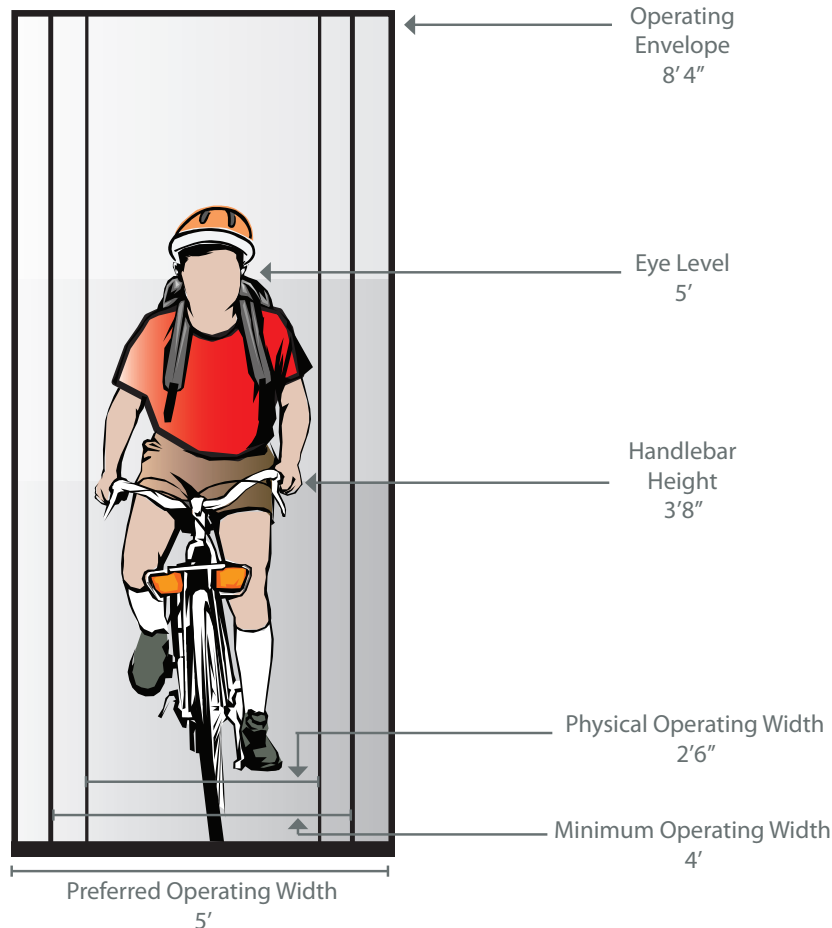 Operating
Envelope
8’ 4”
Eye Level
5’
Handlebar
Height
3’8”
Physical Operating Width
2’6”
Minimum Operating Width
4’
Preferred Operating Width
5’